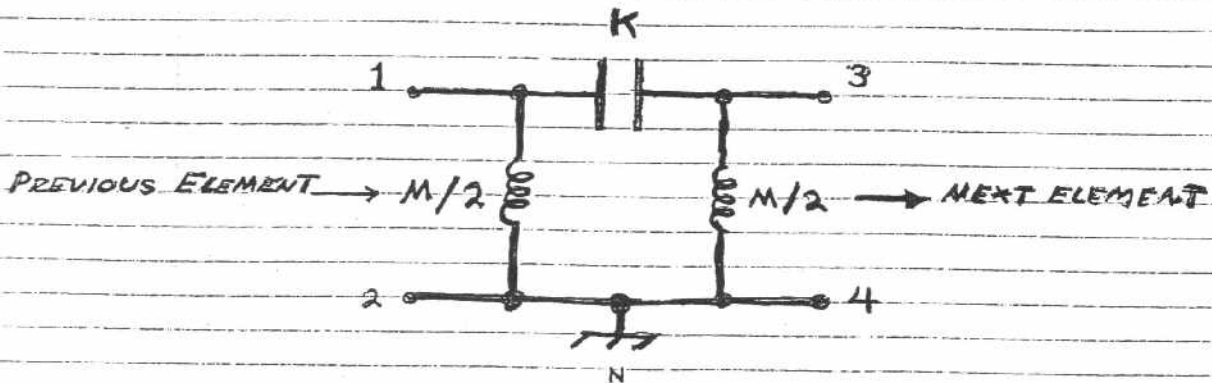 K
1
3
PREVIOUS ELEMENT → M/2
M/2 → NEXT ELEMENT
2
4
N